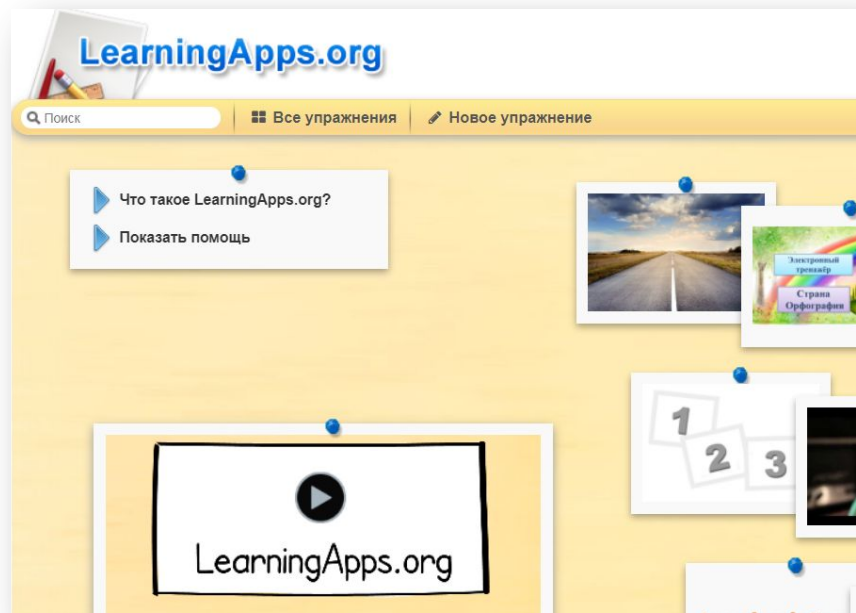 LearningApps.org
Поиск
Все упражнения
Новое упражнение
Что такое LearningApps.org?
Показать помощь
Электронный
тренажёр
Страна
Орфография
1
2
3
LearningApps.org